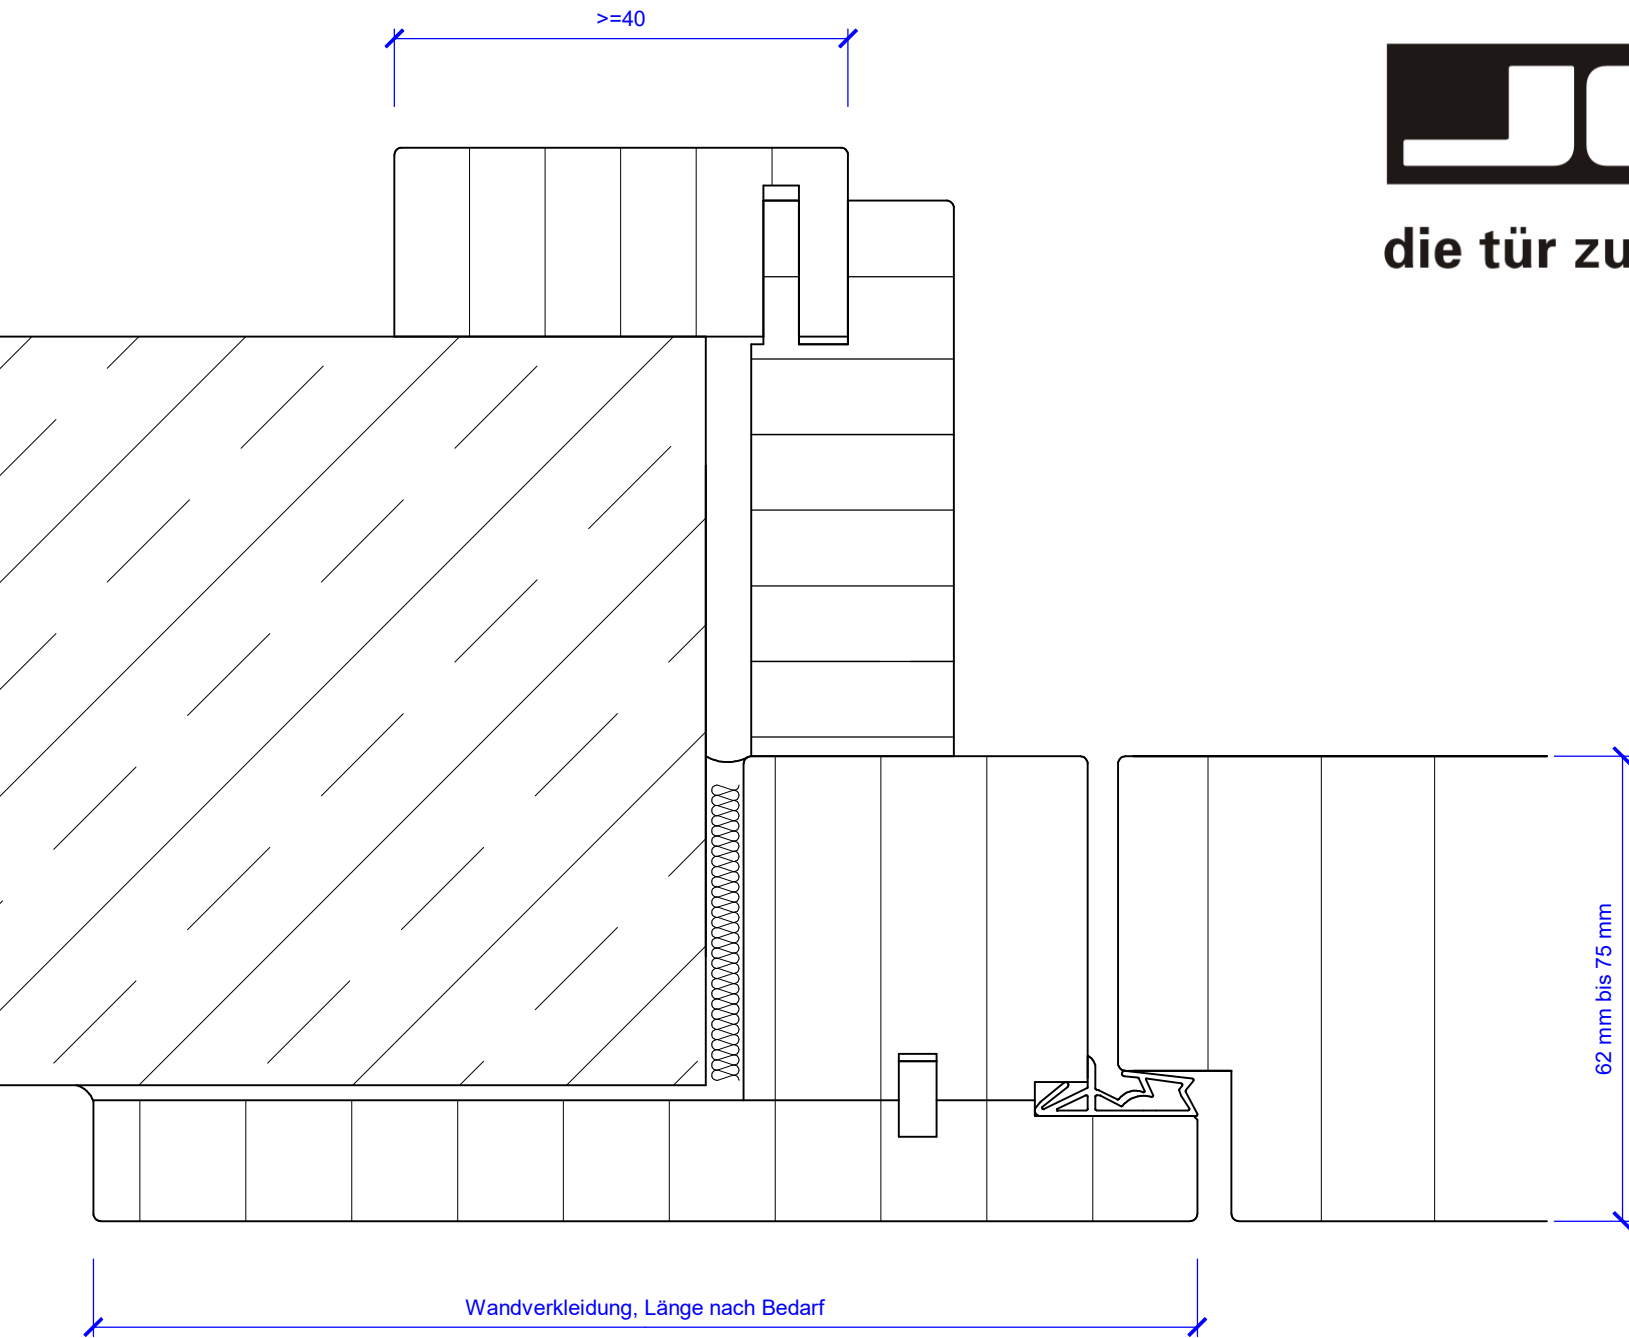 >=40
die tür zu
62 mm bis 75 mm
Wandverkleidung, Länge nach Bedarf